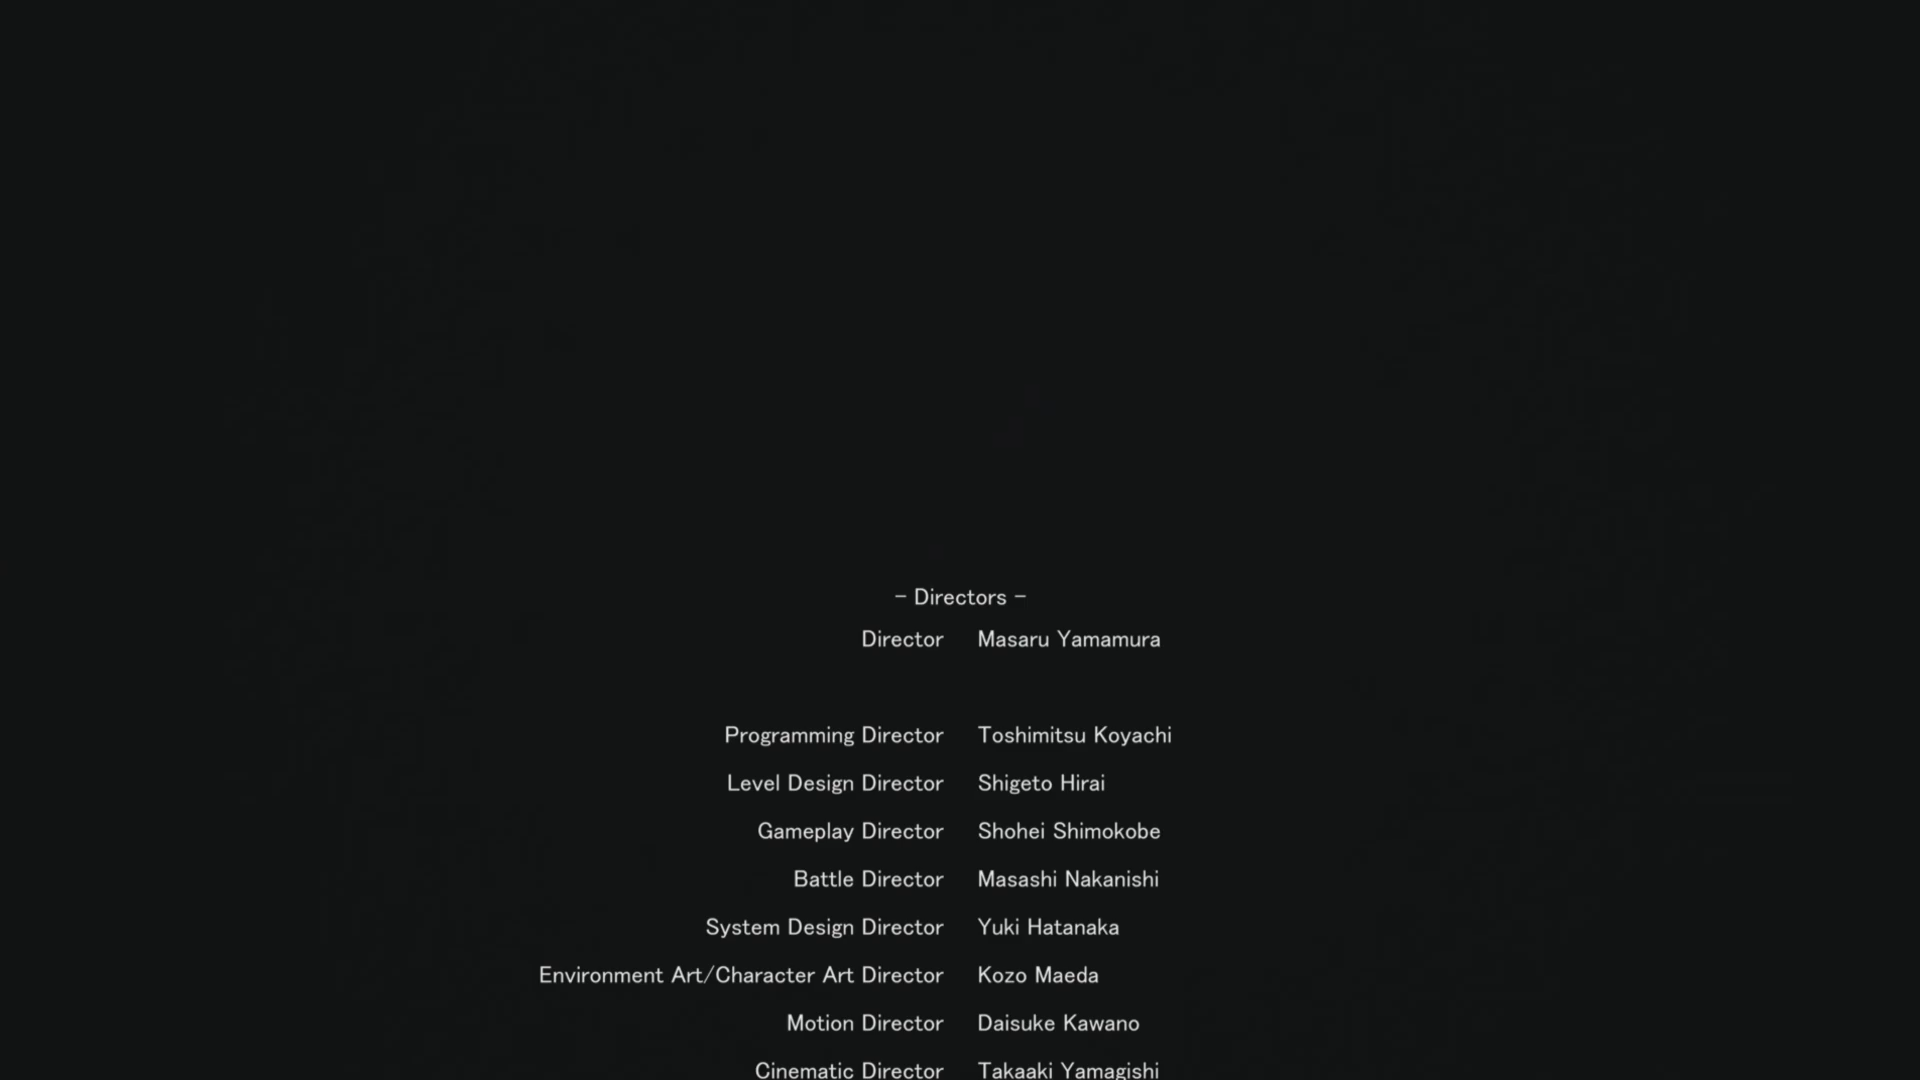 - Directors -
Director Masaru Yamamura
Programming Director Toshimitsu Koyachi
Level Design Director Shigeto Hirai
Gameplay Director Shohei Shimokobe
Battle Director Masashi Nakanishi
System Design Director Yuki Hatanaka
Environment Art/Character Art Director Kozo Maeda
Motion Director Daisuke Kawano
Cinematic Director Takaaki Yamagishi